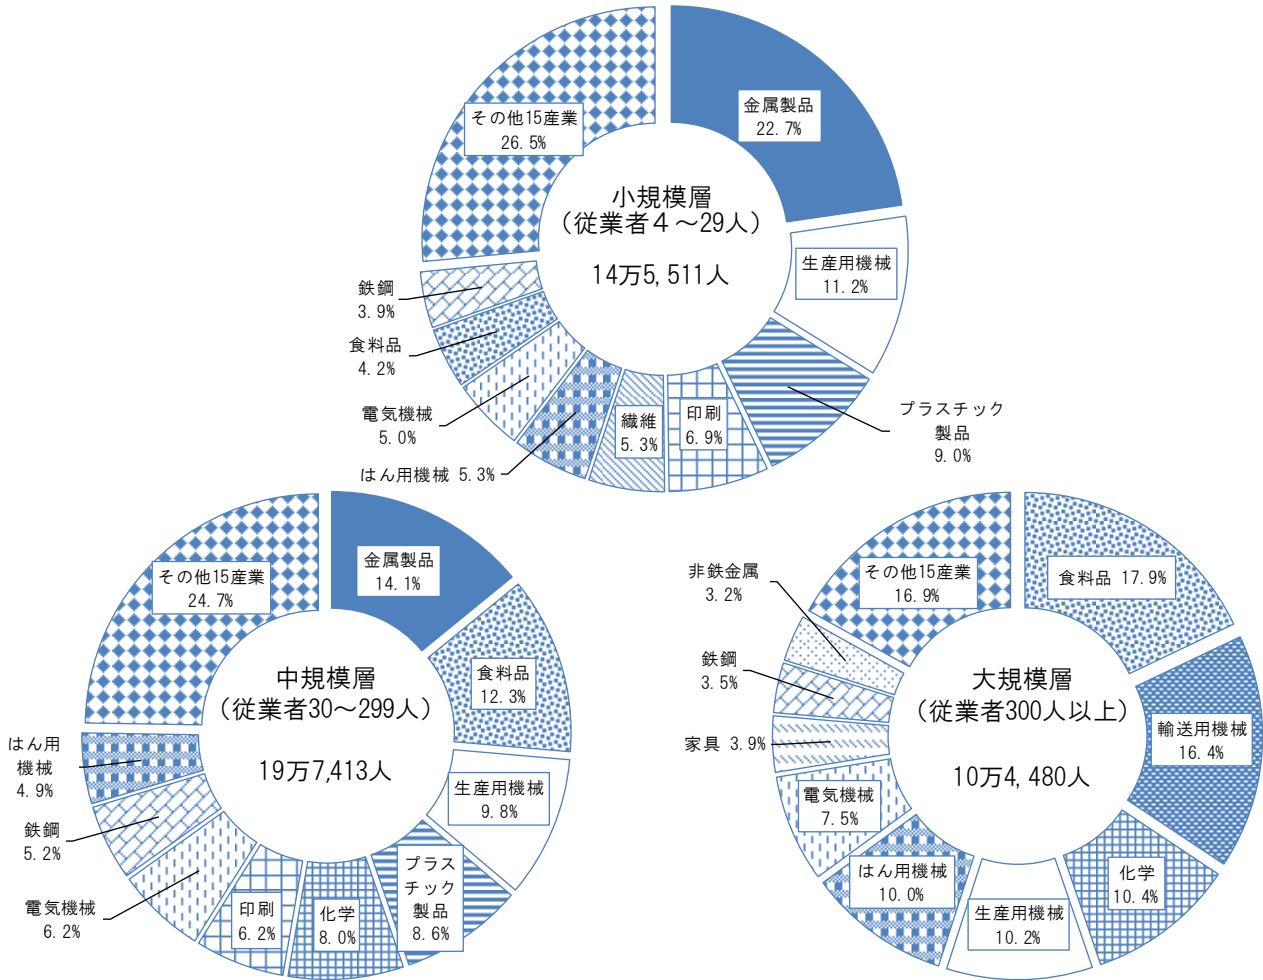 小規模層
（従業者４～29人）
14万5,511人
金属製品
22.7%
生産用機械
11.2%
プラスチック
製品
9.0%
印刷
6.9%
繊維
5.3%
はん用機械 5.3%
電気機械
5.0%
食料品
4.2%
鉄鋼
3.9%
その他15産業
26.5%
中規模層
（従業者30～299人）
19万7,413人
金属製品
14.1%
食料品
12.3%
生産用機械
9.8%
プラス
チック
製品
8.6%
化学
8.0%
印刷
6.2%
電気機械
6.2%
鉄鋼
5.2%
はん用
機械
4.9%
その他15産業
24.7%
大規模層
（従業者300人以上）
10万4,480人
食料品 17.9%
輸送用機械
16.4%
化学
10.4%
生産用機械
10.2%
はん用機械
10.0%
電気機械
7.5%
家具 3.9%
鉄鋼
3.5%
非鉄金属
3.2%
その他15産業
16.9%